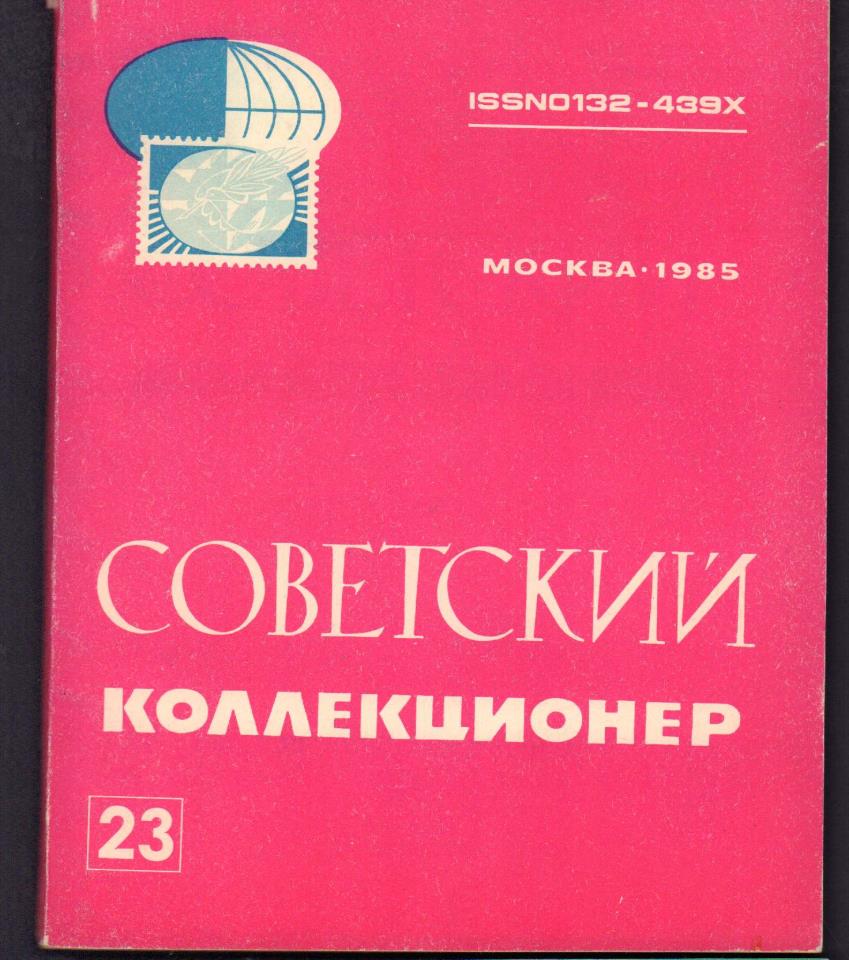 ISSN0132-439X
МОСКВА·1985
СОВЕТСКИЙ
КОЛЛЕКЦИОНЕР
23